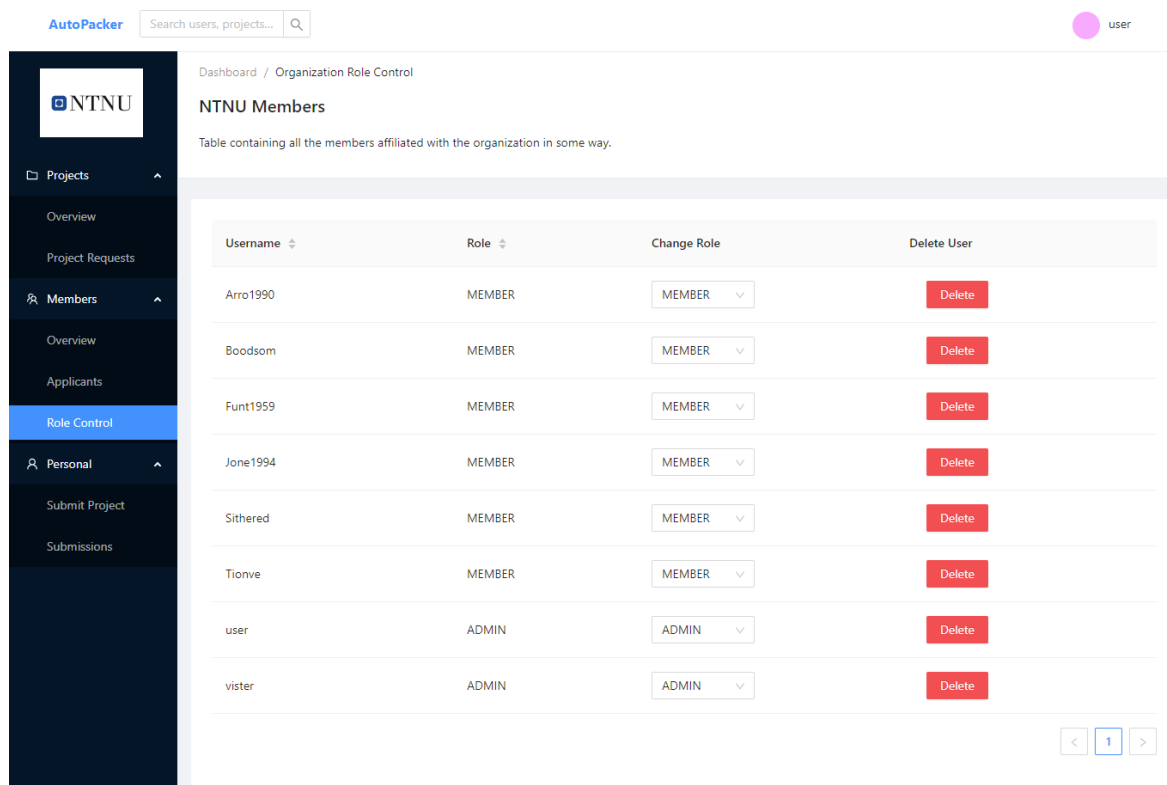 AutoPacker Search users, projects... user
NTNU
Dashboard / Organization Role Control
NTNU Members
Table containing all the members affiliated with the organization in some way.
Projects
Overview
Project Requests
Members
Overview
Applicants
Role Control
Personal
Submit Project
Submissions
Username Role Change Role Delete User
Arro1990 MEMBER MEMBER Delete
Boodsom MEMBER MEMBER Delete
Funt1959 MEMBER MEMBER Delete
Jone1994 MEMBER MEMBER Delete
Sithered MEMBER MEMBER Delete
Tionve MEMBER MEMBER Delete
user ADMIN ADMIN Delete
vister ADMIN ADMIN Delete
< 1 >